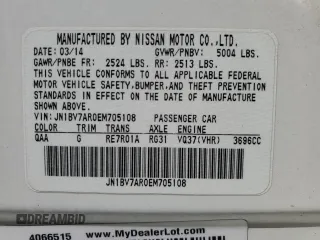 MANUFACTURED BY NISSAN MOTOR CO.,LTD.
DATE: 03/14 GVWR/PNBV: 5004 LBS.
GAWR/PNBE FR: 2524 LBS. RR: 2513 LBS.
THIS VEHICLE CONFORMS TO ALL APPLICABLE FEDERAL
MOTOR VEHICLE SAFETY,BUMPER,AND THEFT PREVENTION
STANDARDS IN EFFECT ON THE DATE OF MANUFACTURE
SHOWN ABOVE.
VIN: JN1BV7AR0EM705108 PASSENGER CAR
COLOR TRIM TRANS AXLE ENGINE
QAA G RE7R01A RG31 VQ37(VHR) 3696CC
JN1BV7AR0EM705108
DREAMBID
4066515 www.MyDealerLot.com